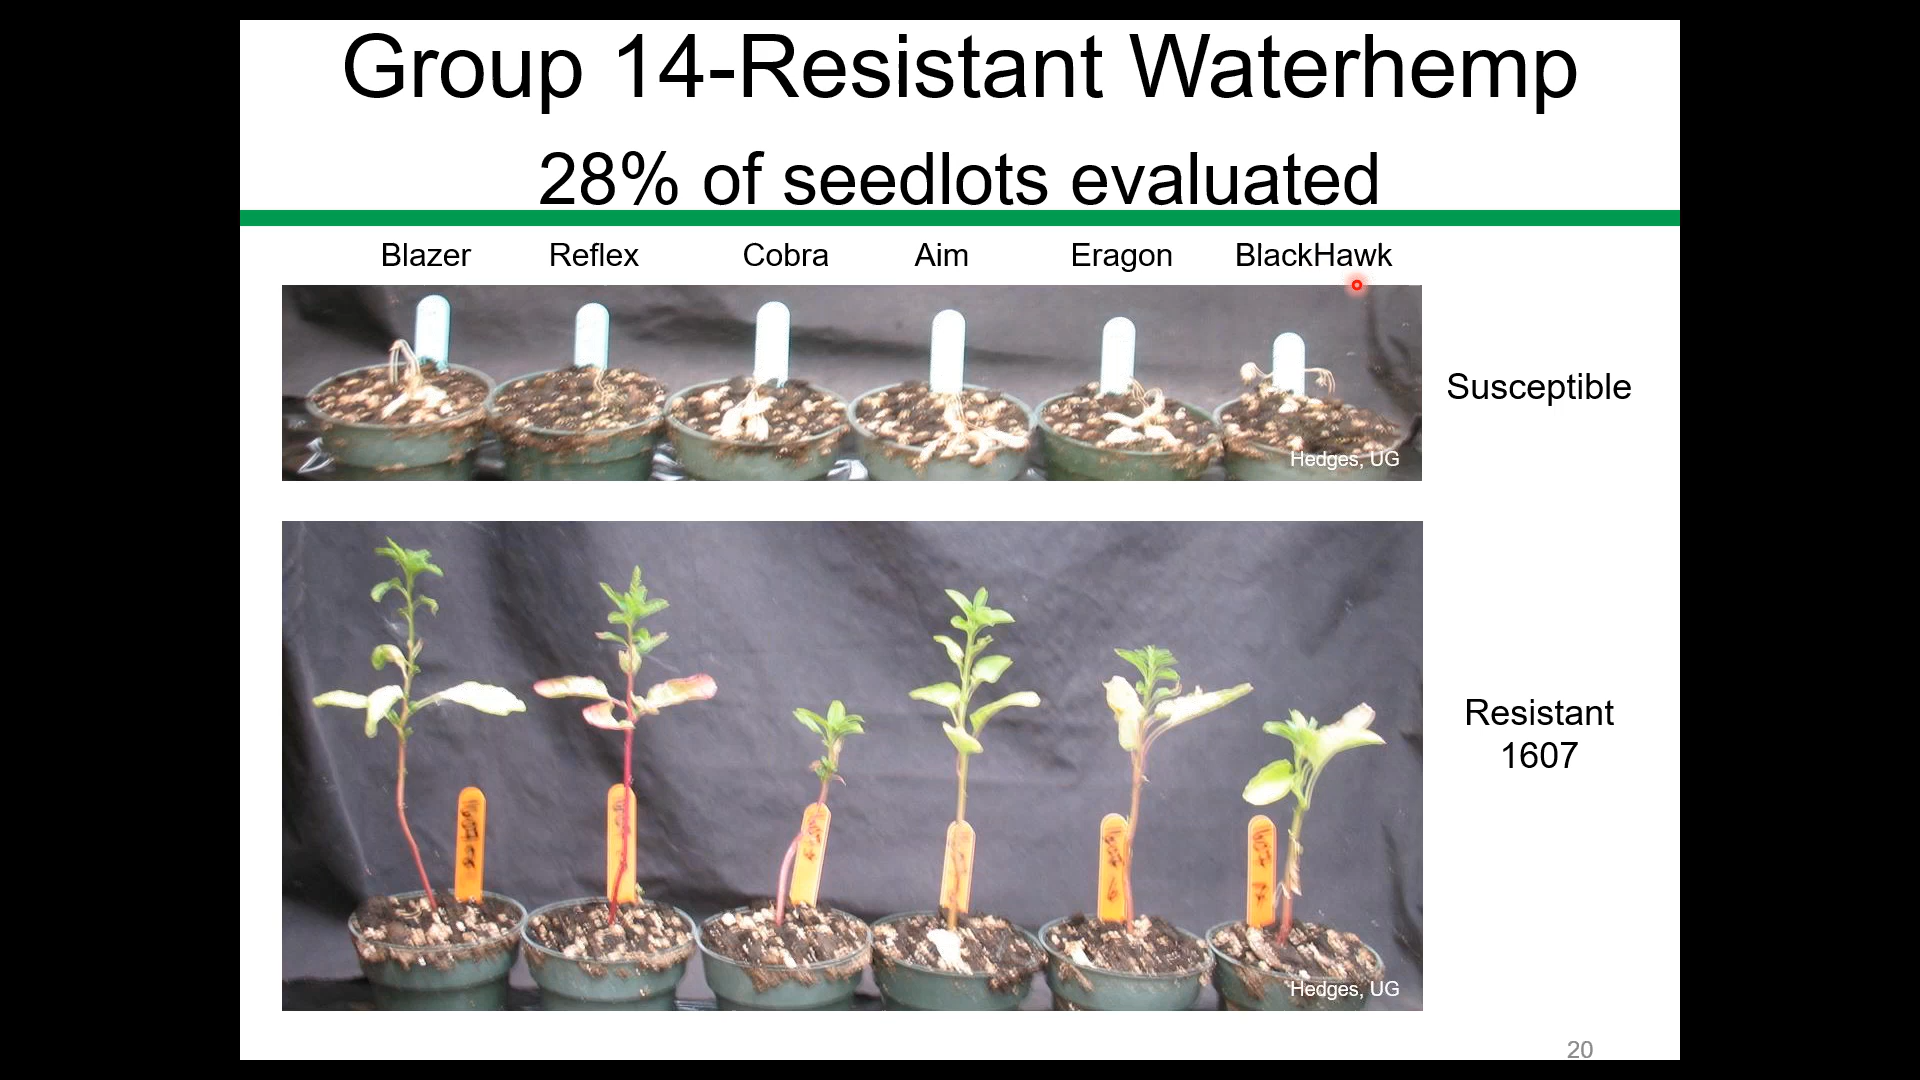 Group 14-Resistant Waterhemp
28% of seedlots evaluated
Blazer Reflex Cobra Aim Eragon BlackHawk
Susceptible
Hedges, UG
Resistant
1607
Hedges, UG
20